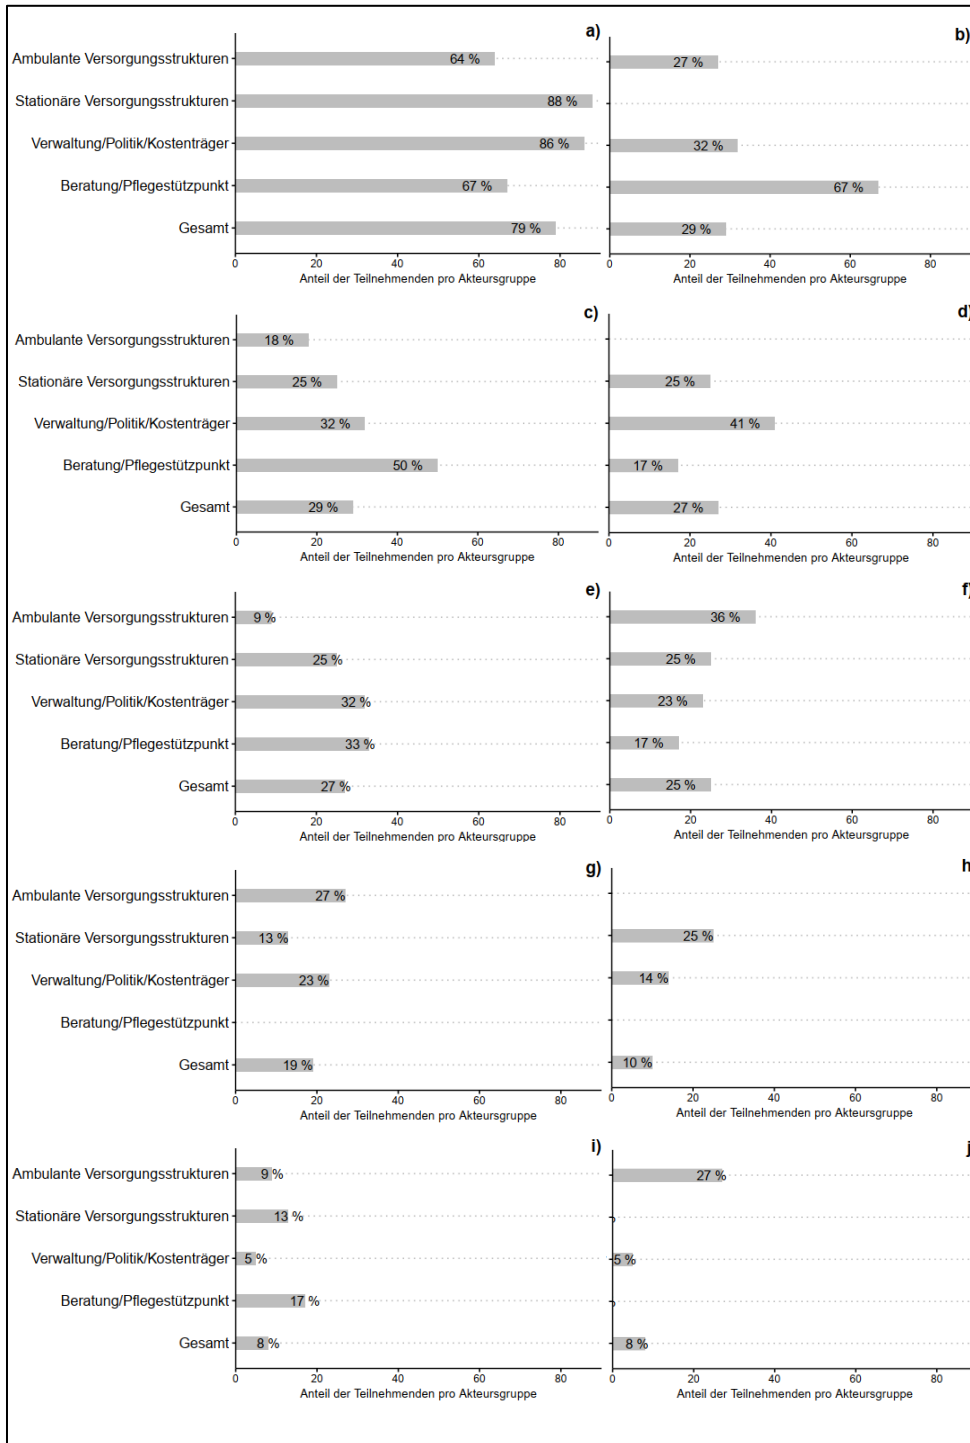 a)
Ambulante Versorgungsstrukturen 64 %
Stationäre Versorgungsstrukturen 88 %
Verwaltung/Politik/Kostenträger 86 %
Beratung/Pflegestützpunkt 67 %
Gesamt 79 %
0 20 40 60 80
Anteil der Teilnehmenden pro Akteursgruppe
b)
27 %
32 %
67 %
29 %
0 20 40 60 80
Anteil der Teilnehmenden pro Akteursgruppe
c)
Ambulante Versorgungsstrukturen 18 %
Stationäre Versorgungsstrukturen 25 %
Verwaltung/Politik/Kostenträger 32 %
Beratung/Pflegestützpunkt 50 %
Gesamt 29 %
0 20 40 60 80
Anteil der Teilnehmenden pro Akteursgruppe
d)
25 %
41 %
17 %
27 %
0 20 40 60 80
Anteil der Teilnehmenden pro Akteursgruppe
e)
Ambulante Versorgungsstrukturen 9 %
Stationäre Versorgungsstrukturen 25 %
Verwaltung/Politik/Kostenträger 32 %
Beratung/Pflegestützpunkt 33 %
Gesamt 27 %
0 20 40 60 80
Anteil der Teilnehmenden pro Akteursgruppe
f)
36 %
25 %
23 %
17 %
25 %
0 20 40 60 80
Anteil der Teilnehmenden pro Akteursgruppe
g)
Ambulante Versorgungsstrukturen 27 %
Stationäre Versorgungsstrukturen 13 %
Verwaltung/Politik/Kostenträger 23 %
Beratung/Pflegestützpunkt
Gesamt 19 %
0 20 40 60 80
Anteil der Teilnehmenden pro Akteursgruppe
h
25 %
14 %
10 %
0 20 40 60 80
Anteil der Teilnehmenden pro Akteursgruppe
i)
Ambulante Versorgungsstrukturen 9 %
Stationäre Versorgungsstrukturen 13 %
Verwaltung/Politik/Kostenträger 5 %
Beratung/Pflegestützpunkt 17 %
Gesamt 8 %
0 20 40 60 80
Anteil der Teilnehmenden pro Akteursgruppe
j
27 %
5 %
8 %
0 20 40 60 80
Anteil der Teilnehmenden pro Akteursgruppe